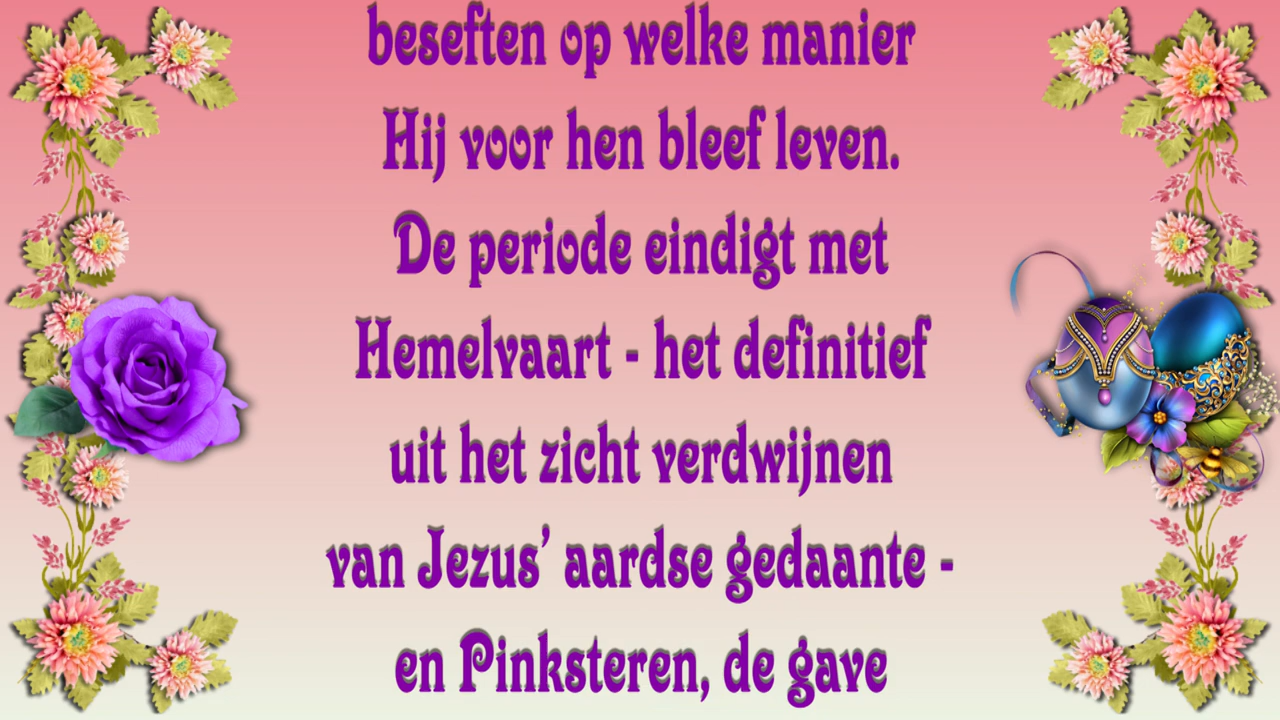 beseften op welke manier
Hij voor hen bleef leven.
De periode eindigt met
Hemelvaart - het definitief
uit het zicht verdwijnen
van Jezus’ aardse gedaante -
en Pinksteren, de gave